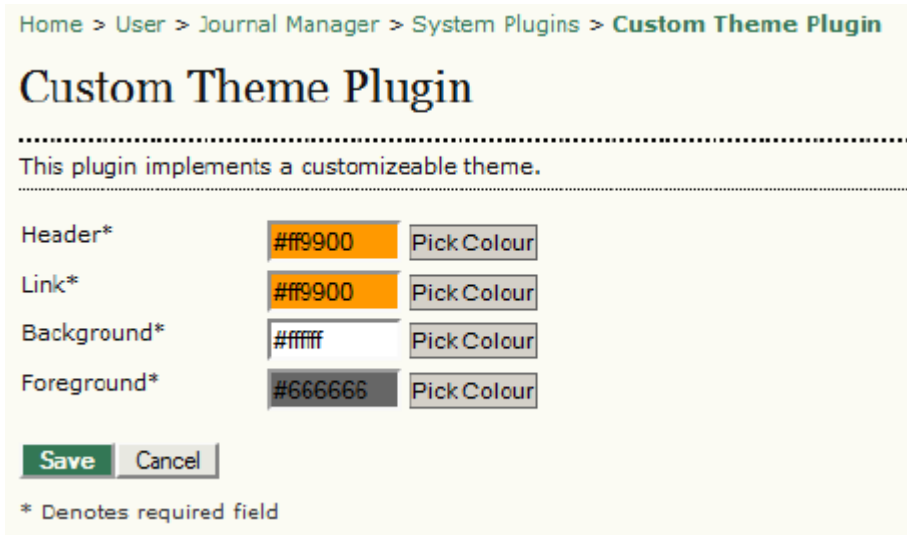 Home > User > Journal Manager > System Plugins > Custom Theme Plugin
Custom Theme Plugin
This plugin implements a customizeable theme.
Header* #ff9900 Pick Colour
Link* #ff9900 Pick Colour
Background* #ffffff Pick Colour
Foreground* #666666 Pick Colour
Save Cancel
* Denotes required field